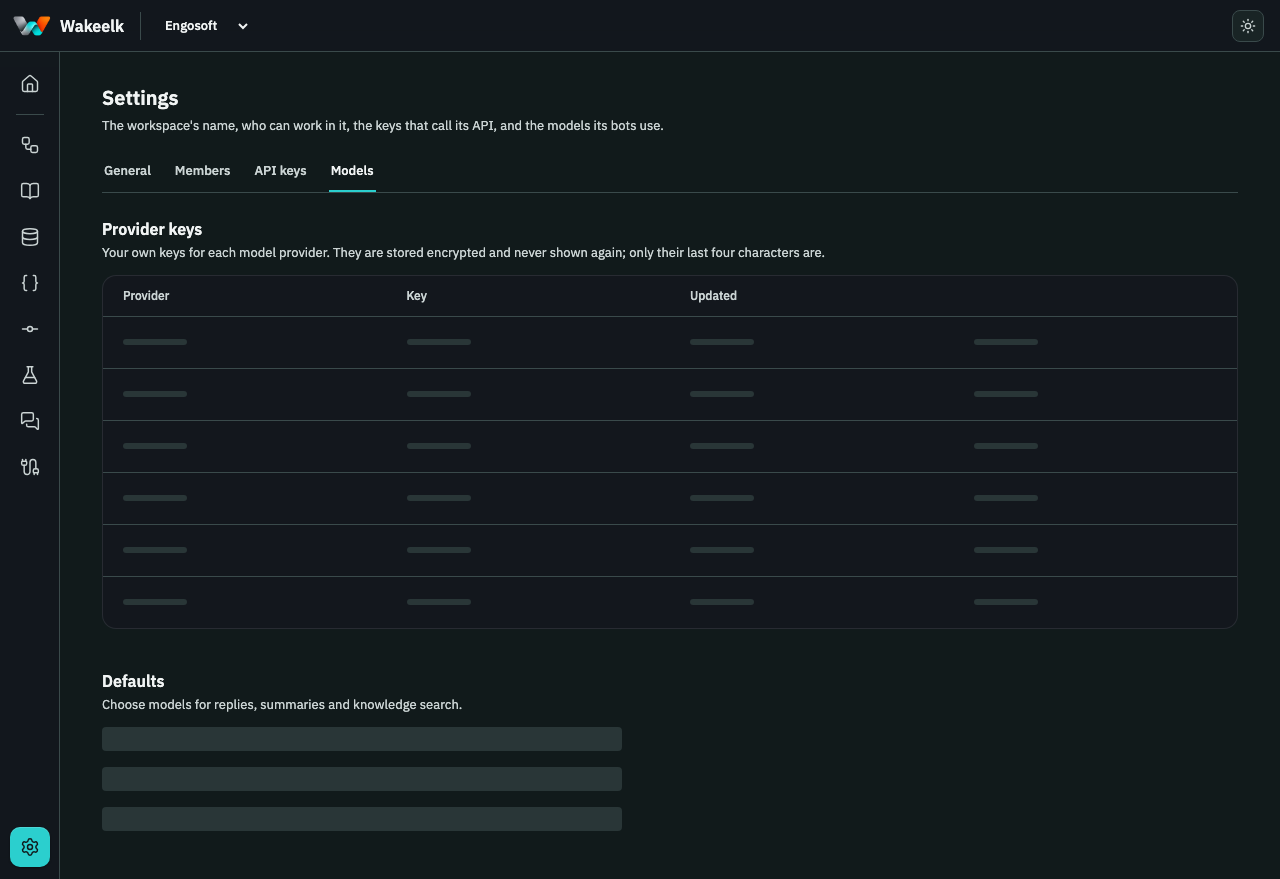 Wakeelk
Engosoft
Settings
The workspace's name, who can work in it, the keys that call its API, and the models its bots use.
General
Members
API keys
Models
Provider keys
Your own keys for each model provider. They are stored encrypted and never shown again; only their last four characters are.
Provider
Key
Updated
Defaults
Choose models for replies, summaries and knowledge search.